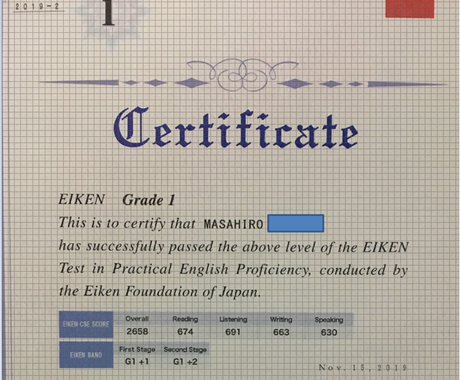 2019-2
1
Certificate
EIKEN Grade 1
This is to certify that MASAHIRO
has successfully passed the above level of the EIKEN
Test in Practical English Proficiency, conducted by
the Eiken Foundation of Japan.
EIKEN CSE SCORE Overall Reading Listening Writing Speaking
2658 674 691 663 630
EIKEN BAND First Stage Second Stage
G1 +1 G1 +2
Nov. 15, 2019